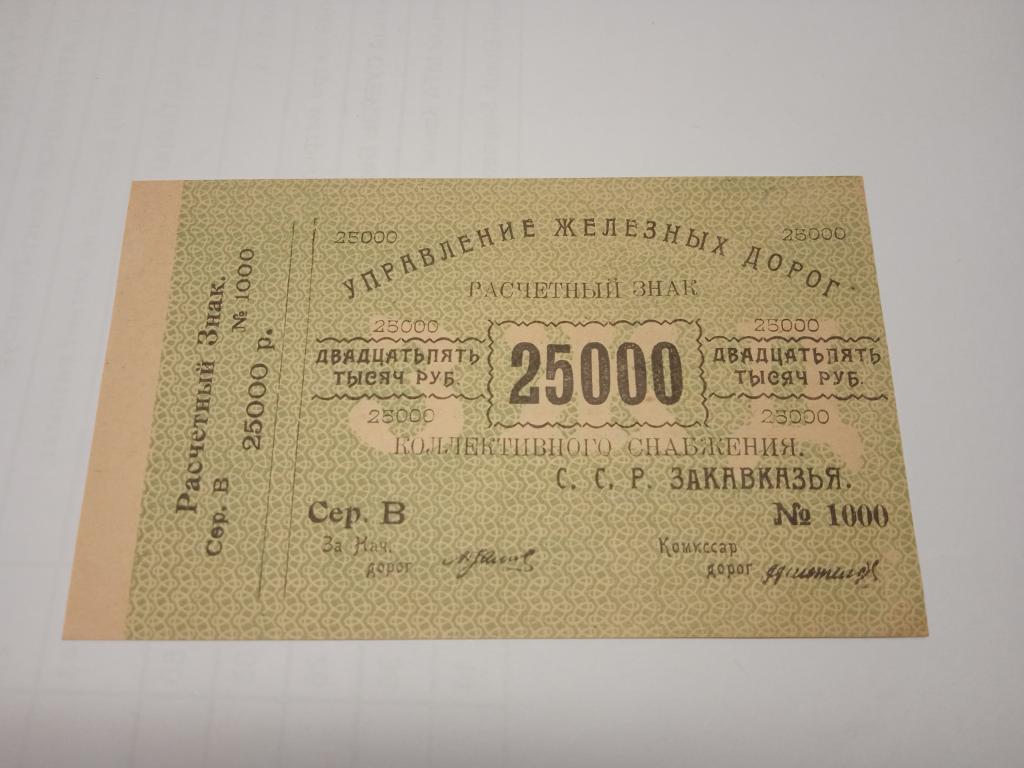 Расчетный Знак.
Сер. В № 1000
25000 р.
УПРАВЛЕНИЕ ЖЕЛЕЗНЫХ ДОРОГ
25000 25000
РАСЧЕТНЫЙ ЗНАК
25000 25000
ДВАДЦАТЬПЯТЬ
ТЫСЯЧ РУБ.
25000
ДВАДЦАТЬПЯТЬ
ТЫСЯЧ РУБ.
25000 25000
КОЛЛЕКТИВНОГО СНАБЖЕНИЯ.
С. С. Р. ЗАКАВКАЗЬЯ.
Сер. В № 1000
За Нач.
дорог
Комиссар
дорог